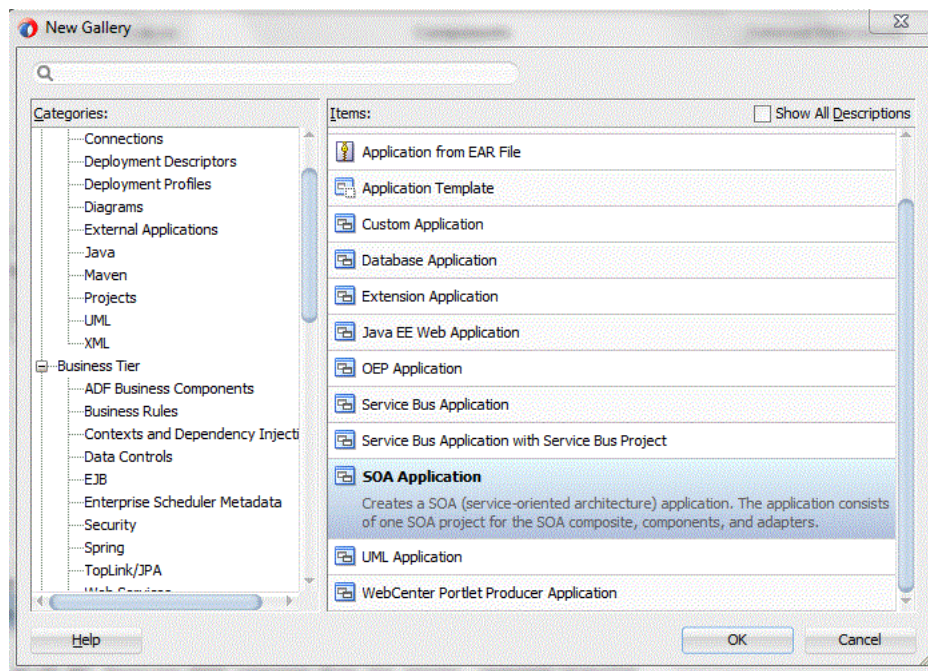 New Gallery
Categories:
Connections
Deployment Descriptors
Deployment Profiles
Diagrams
External Applications
Java
Maven
Projects
UML
XML
Business Tier
ADF Business Components
Business Rules
Contexts and Dependency Injecti
Data Controls
EJB
Enterprise Scheduler Metadata
Security
Spring
TopLink/JPA
Web Services
Items:
Show All Descriptions
Application from EAR File
Application Template
Custom Application
Database Application
Extension Application
Java EE Web Application
OEP Application
Service Bus Application
Service Bus Application with Service Bus Project
SOA Application
Creates a SOA (service-oriented architecture) application. The application consists
of one SOA project for the SOA composite, components, and adapters.
UML Application
WebCenter Portlet Producer Application
Help
OK
Cancel